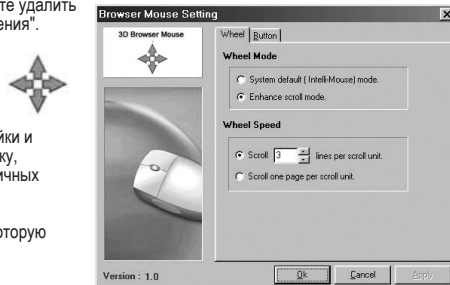 те удалить
ения".
йки и
ку,
ичных
оторую
Browser Mouse Setting
3D Browser Mouse
Wheel
Button
Wheel Mode
System default ( Intelli-Mouse) mode.
Enhance scroll mode.
Wheel Speed
Scroll 3 lines per scroll unit.
Scroll one page per scroll unit.
Version : 1.0
Ok
Cancel
Apply